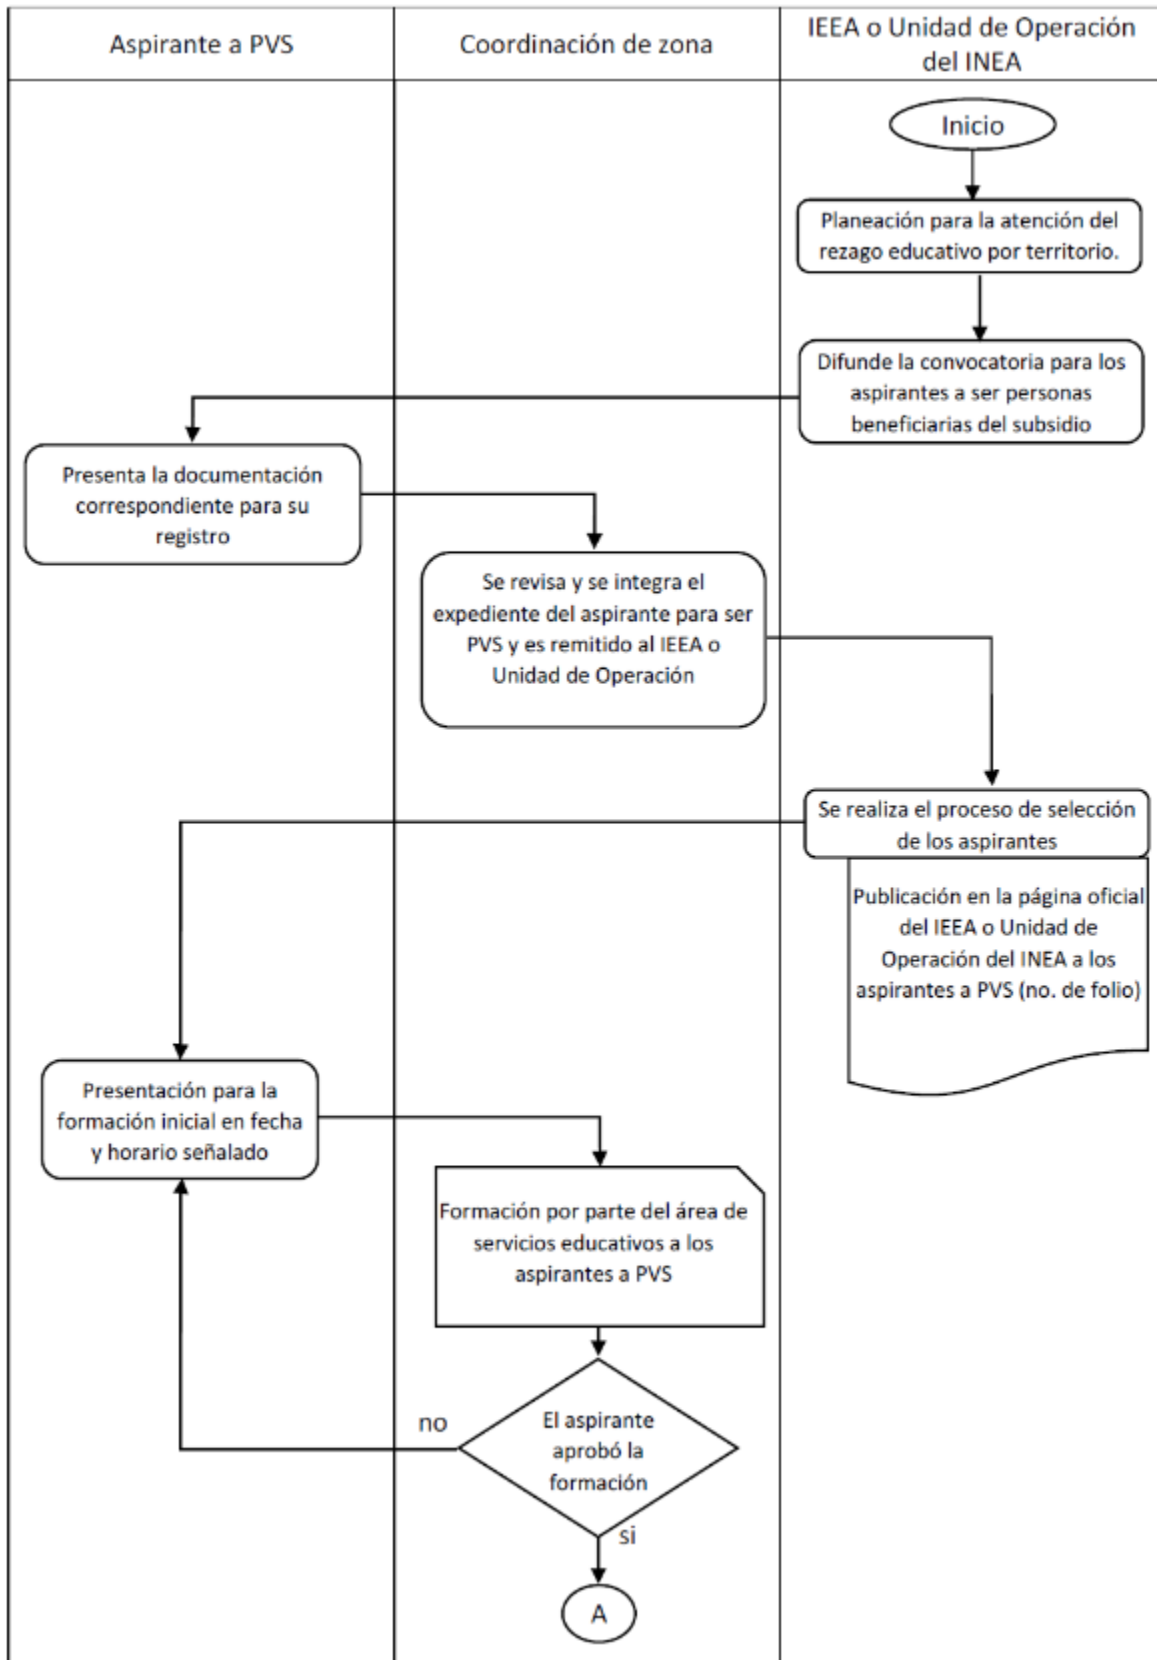 Aspirante a PVS
Coordinación de zona
IEEA o Unidad de Operación
del INEA
Inicio
Planeación para la atención del
rezago educativo por territorio.
Difunde la convocatoria para los
aspirantes a ser personas
beneficiarias del subsidio
Presenta la documentación
correspondiente para su
registro
Se revisa y se integra el
expediente del aspirante para ser
PVS y es remitido al IEEA o
Unidad de Operación
Se realiza el proceso de selección
de los aspirantes
Publicación en la página oficial
del IEEA o Unidad de
Operación del INEA a los
aspirantes a PVS (no. de folio)
Presentación para la
formación inicial en fecha
y horario señalado
Formación por parte del área de
servicios educativos a los
aspirantes a PVS
no
El aspirante
aprobó la
formación
si
A